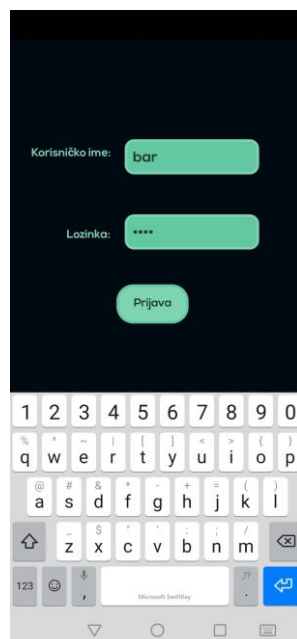 Korisničko ime:
bar
Lozinka:
••••
Prijava
1 2 3 4 5 6 7 8 9 0
% ^ ~ | [ ] < > { }
q w e r t y u i o p
@ # & * - + = ( )
a s d f g h j k l
_ $ " ' : ; /
z x c v b n m
123 , Microsoft SwiftKey ,!? .